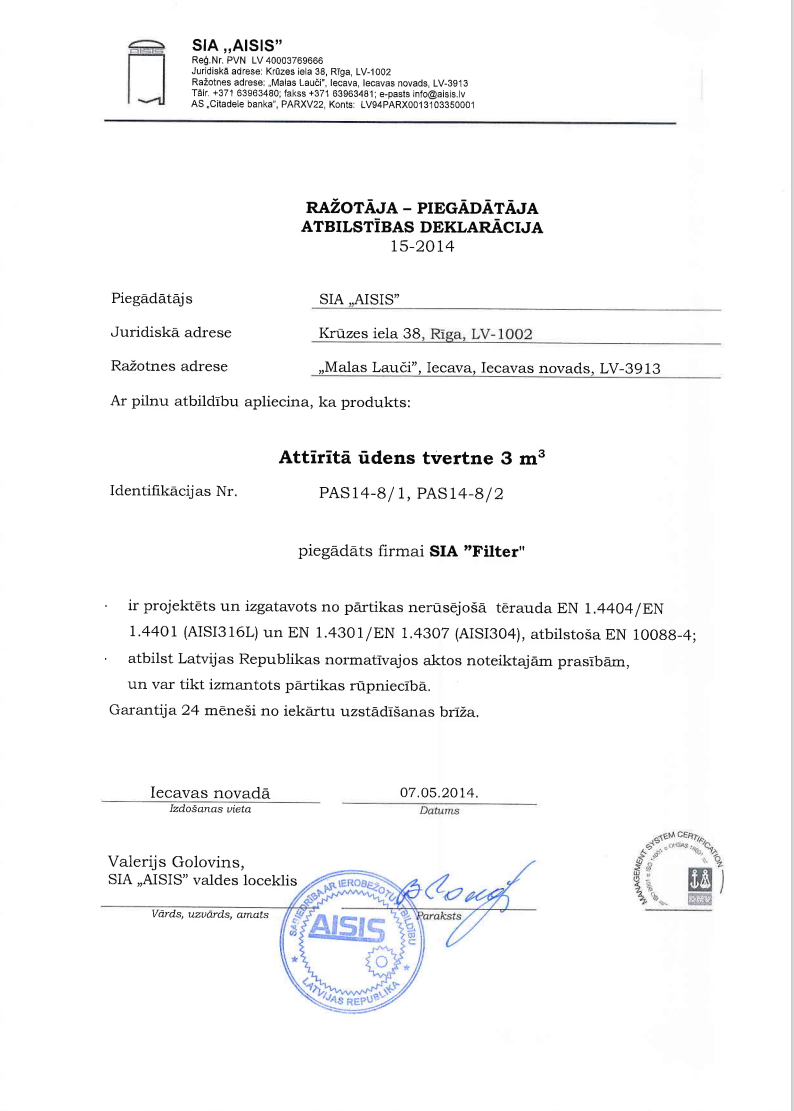 SIA ,,AISIS”
Reģ.Nr. PVN LV 40003769666
Juridiskā adrese: Krūzes iela 38, Rīga, LV-1002
Ražotnes adrese: „Malas Lauči”, Iecava, Iecavas novads, LV-3913
Tālr. +371 63963480; fakss +371 63963481; e-pasts info@aisis.lv
AS „Citadele banka”, PARXV22, Konts: LV94PARX0013103350001
RAŽOTĀJA – PIEGĀDĀTĀJA
ATBILSTĪBAS DEKLARĀCIJA
15-2014
Piegādātājs SIA „AISIS”
Juridiskā adrese Krūzes iela 38, Rīga, LV-1002
Ražotnes adrese „Malas Lauči”, Iecava, Iecavas novads, LV-3913
Ar pilnu atbildību apliecina, ka produkts:
Attīrītā ūdens tvertne 3 m³
Identifikācijas Nr. PAS14-8/1, PAS14-8/2
piegādāts firmai SIA ”Filter"
· ir projektēts un izgatavots no pārtikas nerūsējošā tērauda EN 1.4404/EN
1.4401 (AISI316L) un EN 1.4301/EN 1.4307 (AISI304), atbilstoša EN 10088-4;
· atbilst Latvijas Republikas normatīvajos aktos noteiktajām prasībām,
un var tikt izmantots pārtikas rūpniecībā.
Garantija 24 mēneši no iekārtu uzstādīšanas brīža.
Iecavas novadā 07.05.2014.
Izdošanas vieta Datums
Valerijs Golovins,
SIA „AISIS” valdes loceklis
Vārds, uzvārds, amats Paraksts
SABIEDRĪBA AR IEROBEŽOTU ATBILDĪBU
AISIS
LATVIJAS REPUBLIKA
MANAGEMENT SYSTEM CERTIFICATION